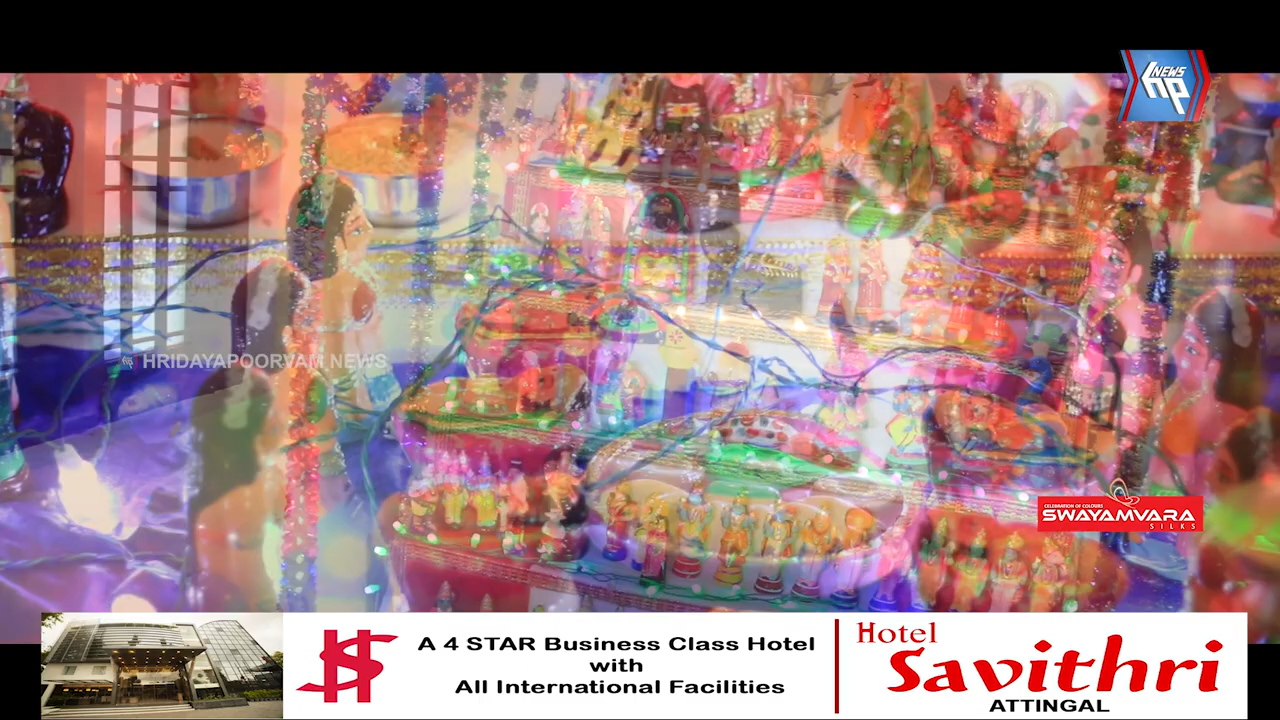 NEWS
hp
HRIDAYAPOORVAM NEWS
CELEBRATION OF COLOURS
SWAYAMVARA
SILKS
A 4 STAR Business Class Hotel
with
All International Facilities
Hotel
Savithri
ATTINGAL